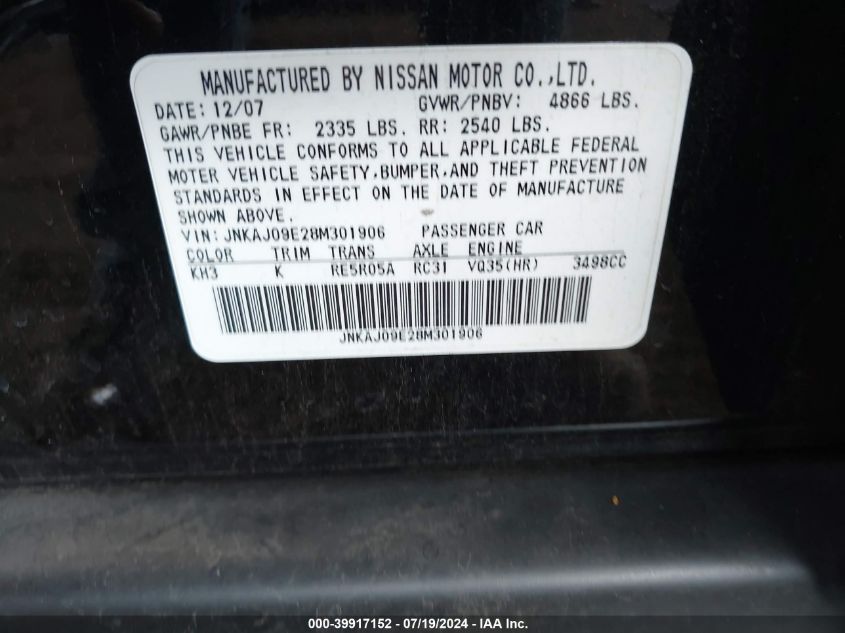 MANUFACTURED BY NISSAN MOTOR CO.,LTD.
DATE: 12/07 GVWR/PNBV: 4866 LBS.
GAWR/PNBE FR: 2335 LBS. RR: 2540 LBS.
THIS VEHICLE CONFORMS TO ALL APPLICABLE FEDERAL
MOTER VEHICLE SAFETY,BUMPER,AND THEFT PREVENTION
STANDARDS IN EFFECT ON THE DATE OF MANUFACTURE
SHOWN ABOVE.
VIN: JNKAJ09E28M301906 PASSENGER CAR
COLOR TRIM TRANS AXLE ENGINE
KH3 K RE5R05A RC31 VQ35(HR) 3498CC
JNKAJ09E28M301906
000-39917152 - 07/19/2024 - IAA Inc.